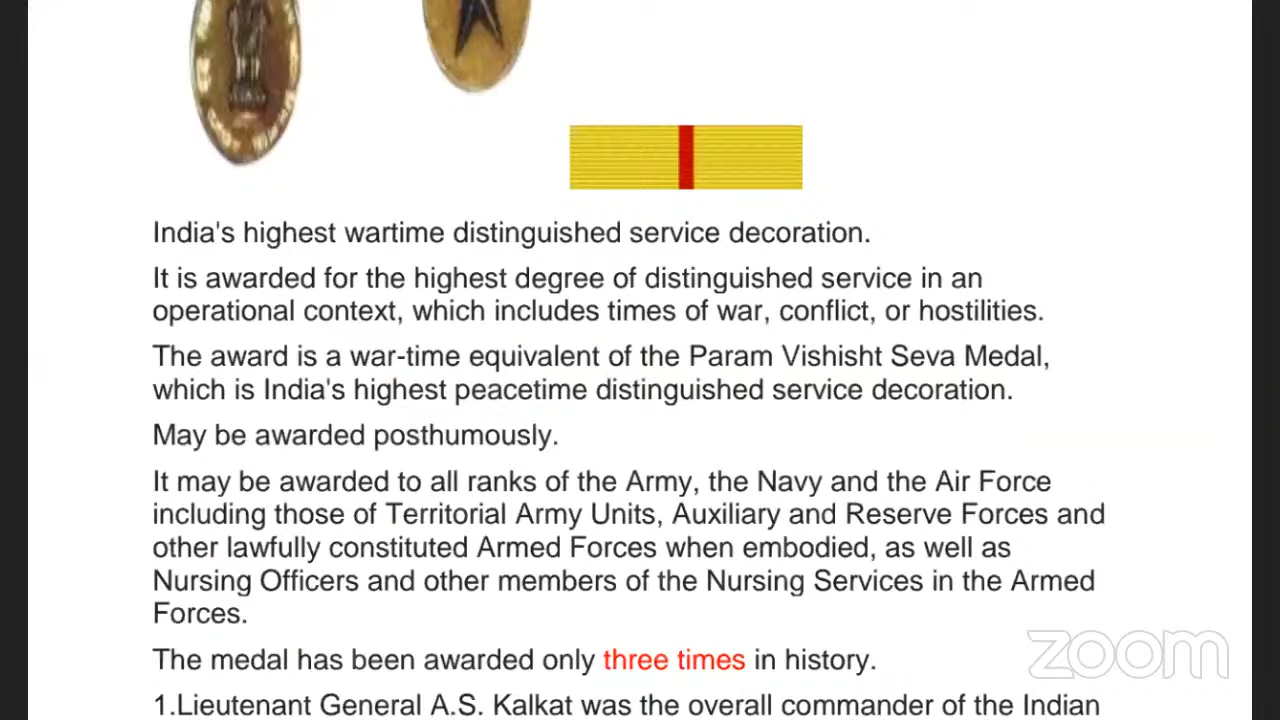 India's highest wartime distinguished service decoration.
It is awarded for the highest degree of distinguished service in an
operational context, which includes times of war, conflict, or hostilities.
The award is a war-time equivalent of the Param Vishisht Seva Medal,
which is India's highest peacetime distinguished service decoration.
May be awarded posthumously.
It may be awarded to all ranks of the Army, the Navy and the Air Force
including those of Territorial Army Units, Auxiliary and Reserve Forces and
other lawfully constituted Armed Forces when embodied, as well as
Nursing Officers and other members of the Nursing Services in the Armed
Forces.
The medal has been awarded only three times in history.
zoom
1.Lieutenant General A.S. Kalkat was the overall commander of the Indian